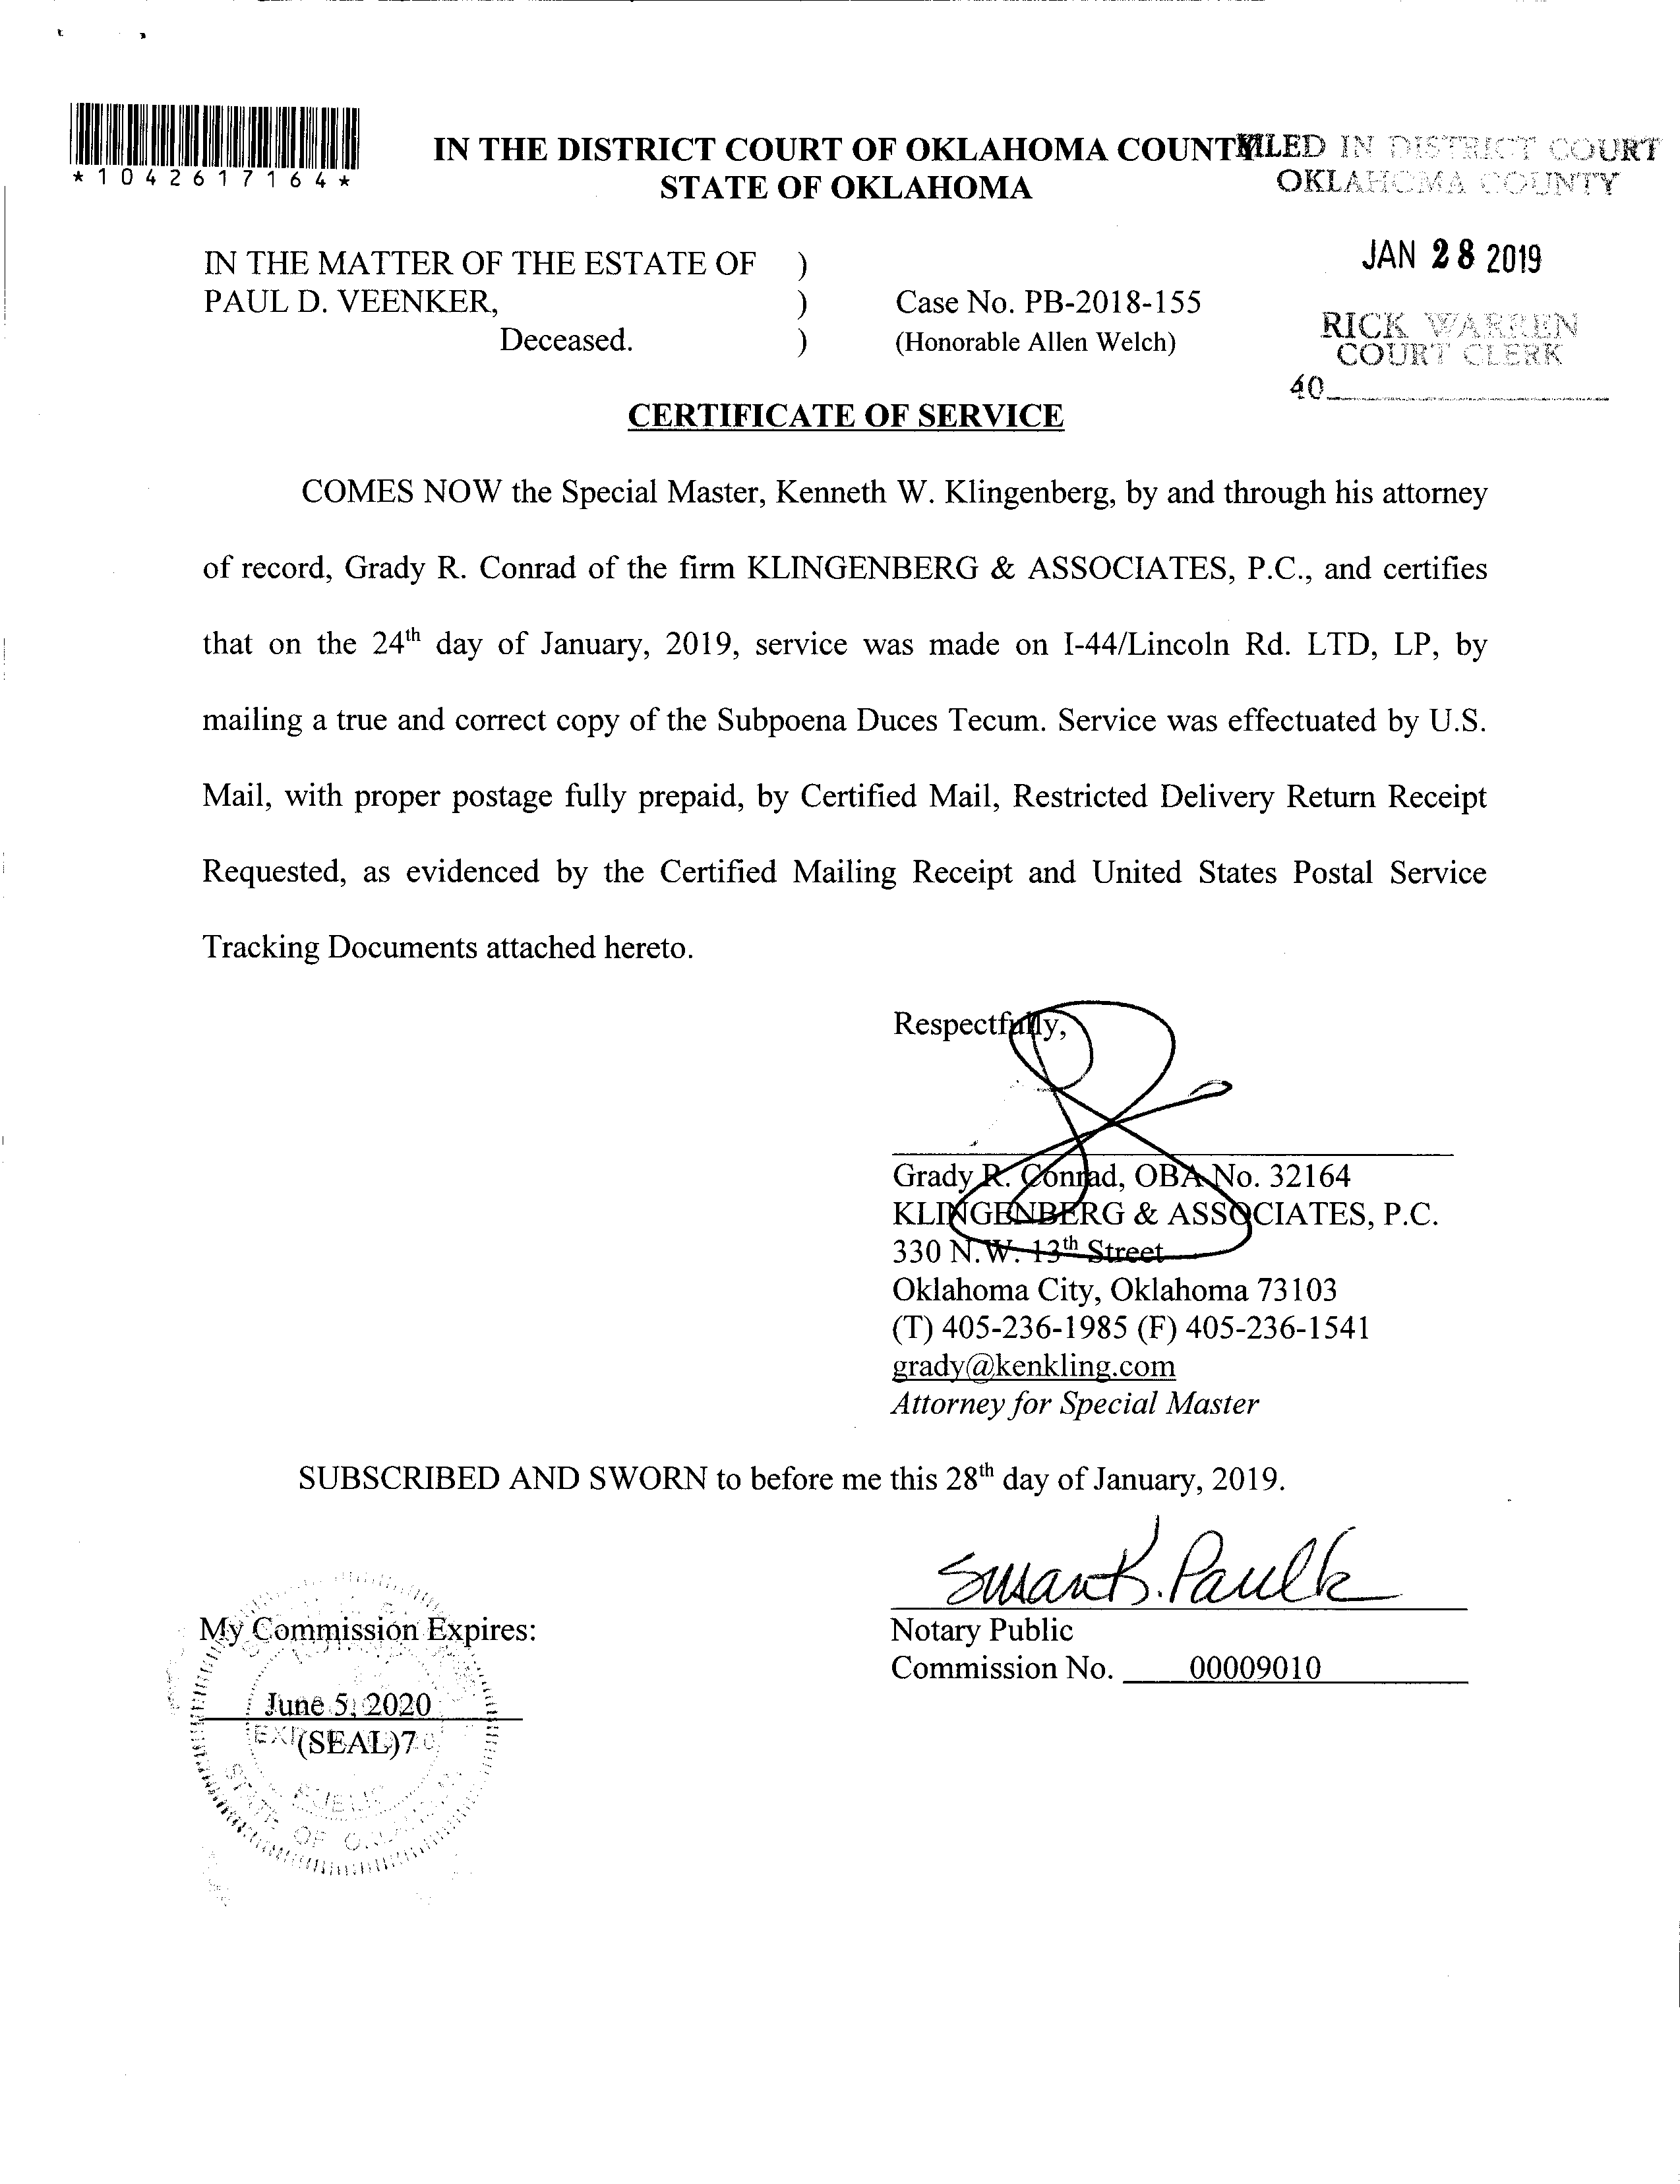 *1042617164*
IN THE DISTRICT COURT OF OKLAHOMA COUNTY
STATE OF OKLAHOMA
FILED IN DISTRICT COURT
OKLAHOMA COUNTY
JAN 28 2019
RICK WARREN
COURT CLERK
40
IN THE MATTER OF THE ESTATE OF )
PAUL D. VEENKER, ) Case No. PB-2018-155
Deceased. ) (Honorable Allen Welch)
CERTIFICATE OF SERVICE
COMES NOW the Special Master, Kenneth W. Klingenberg, by and through his attorney
of record, Grady R. Conrad of the firm KLINGENBERG & ASSOCIATES, P.C., and certifies
that on the 24th day of January, 2019, service was made on I-44/Lincoln Rd. LTD, LP, by
mailing a true and correct copy of the Subpoena Duces Tecum. Service was effectuated by U.S.
Mail, with proper postage fully prepaid, by Certified Mail, Restricted Delivery Return Receipt
Requested, as evidenced by the Certified Mailing Receipt and United States Postal Service
Tracking Documents attached hereto.
Respectfully,
Grady R. Conrad, OBA No. 32164
KLINGENBERG & ASSOCIATES, P.C.
330 N.W. 13th Street
Oklahoma City, Oklahoma 73103
(T) 405-236-1985 (F) 405-236-1541
grady@kenkling.com
Attorney for Special Master
SUBSCRIBED AND SWORN to before me this 28th day of January, 2019.
Susan K. Paulk
Notary Public
Commission No. 00009010
My Commission Expires:
June 5, 2020
(SEAL)
PUBLIC
STATE OF